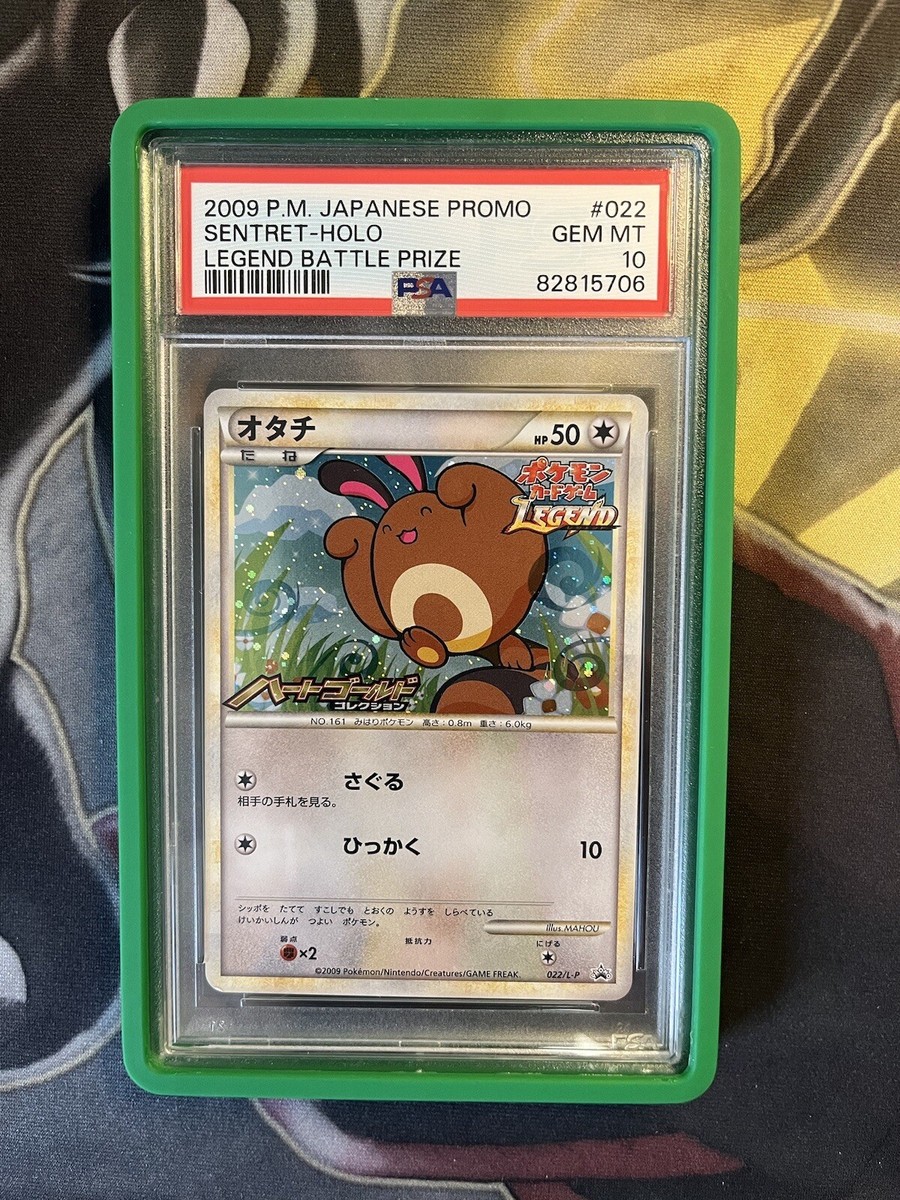 2009 P.M. JAPANESE PROMO #022
SENTRET-HOLO GEM MT
LEGEND BATTLE PRIZE 10
PSA 82815706
オタチ HP50
たね
ポケモン
カードゲーム
LEGEND
ハートゴールド
コレクション
NO.161 みはりポケモン 高さ:0.8m 重さ:6.0kg
さぐる
相手の手札を見る。
ひっかく 10
シッポを たてて すこしでも とおくの ようすを しらべている
けいかいしんが つよい ポケモン。
Illus.MAHOU
弱点 抵抗力 にげる
×2
©2009 Pokémon/Nintendo/Creatures/GAME FREAK. 022/L-P
PSA